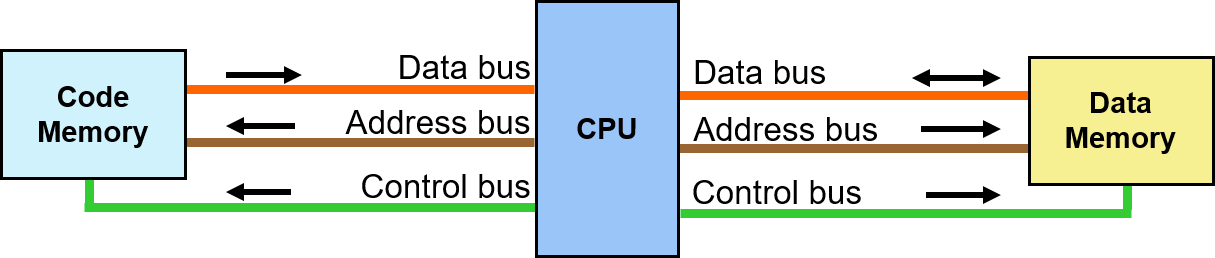 Code
Memory
Data bus
Address bus
Control bus
CPU
Data bus
Address bus
Control bus
Data
Memory